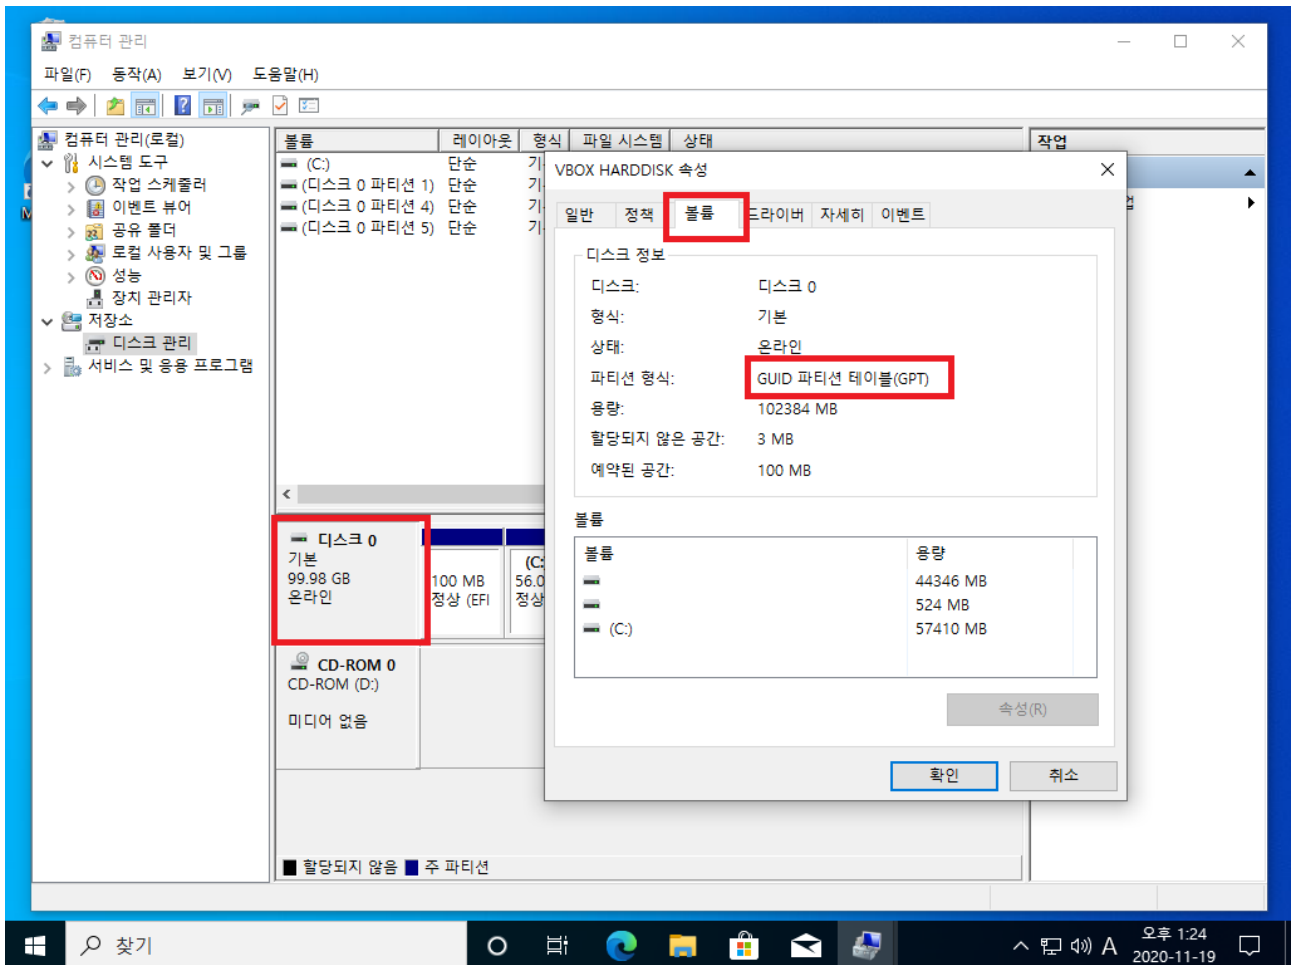 컴퓨터 관리
파일(F) 동작(A) 보기(V) 도움말(H)
컴퓨터 관리(로컬)
시스템 도구
작업 스케줄러
이벤트 뷰어
공유 폴더
로컬 사용자 및 그룹
성능
장치 관리자
저장소
디스크 관리
서비스 및 응용 프로그램
볼륨 레이아웃 형식 파일 시스템 상태
(C:) 단순 기
(디스크 0 파티션 1) 단순 기
(디스크 0 파티션 4) 단순 기
(디스크 0 파티션 5) 단순 기
작업
VBOX HARDDISK 속성
일반 정책 볼륨 드라이버 자세히 이벤트
디스크 정보
디스크: 디스크 0
형식: 기본
상태: 온라인
파티션 형식: GUID 파티션 테이블(GPT)
용량: 102384 MB
할당되지 않은 공간: 3 MB
예약된 공간: 100 MB
볼륨
볼륨 용량
44346 MB
524 MB
(C:) 57410 MB
속성(R)
확인 취소
디스크 0
기본
99.98 GB
온라인
100 MB
정상 (EFI
(C:
56.0
정상
CD-ROM 0
CD-ROM (D:)
미디어 없음
할당되지 않음 주 파티션
찾기
A
오후 1:24
2020-11-19